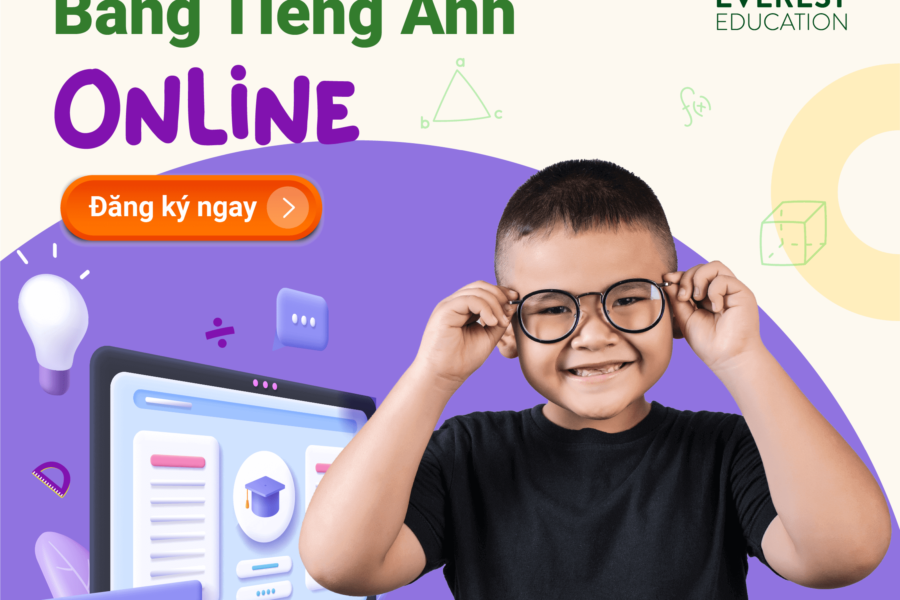 Bằng Tiếng Anh
EVEREST
EDUCATION
ONLINE
a
b
c
f(x)
Đăng ký ngay